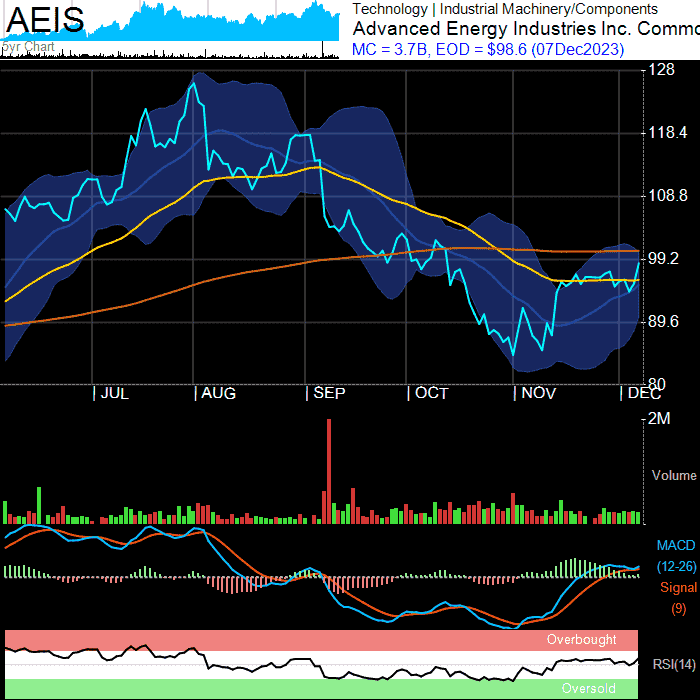 AEIS
5yr Chart
Technology | Industrial Machinery/Components
Advanced Energy Industries Inc. Commo
MC = 3.7B, EOD = $98.6 (07Dec2023)
128
118.4
108.8
99.2
89.6
80
JUL AUG SEP OCT NOV DEC
2M
Volume
MACD
(12-26)
Signal
(9)
Overbought
RSI(14)
Oversold